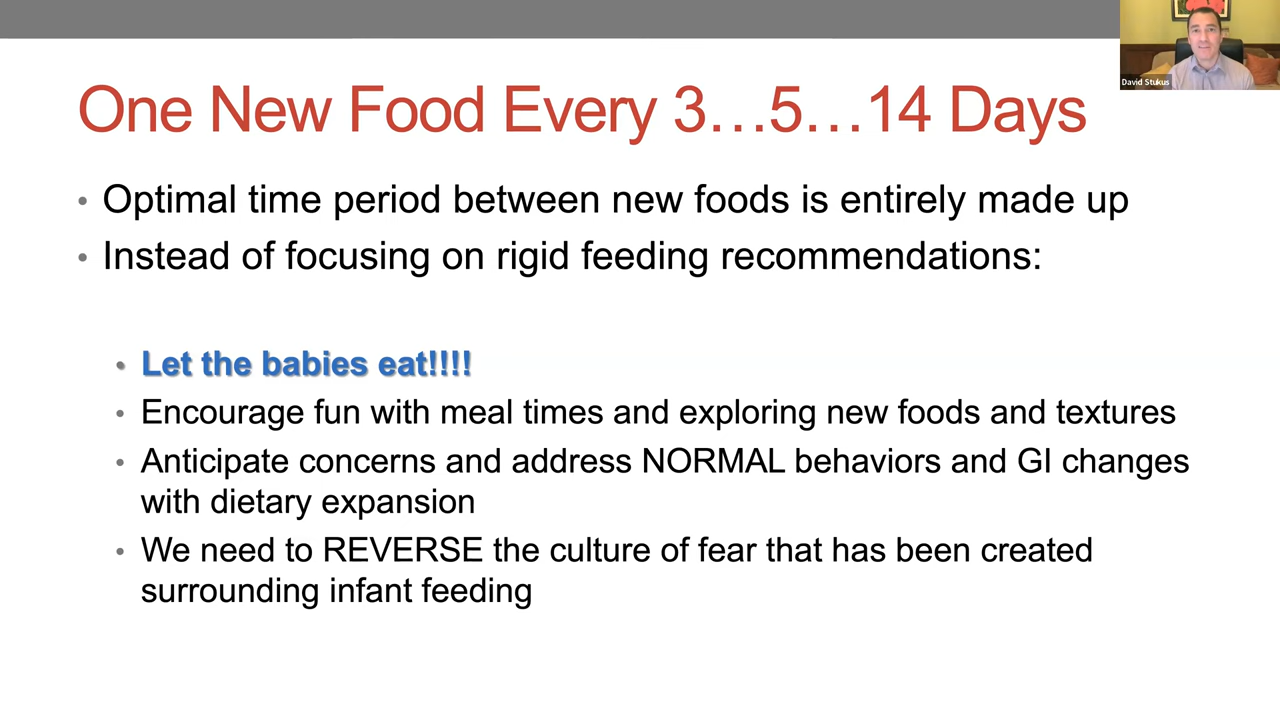 David Stukus
One New Food Every 3…5…14 Days
• Optimal time period between new foods is entirely made up
• Instead of focusing on rigid feeding recommendations:
• Let the babies eat!!!!
• Encourage fun with meal times and exploring new foods and textures
• Anticipate concerns and address NORMAL behaviors and GI changes
with dietary expansion
• We need to REVERSE the culture of fear that has been created
surrounding infant feeding